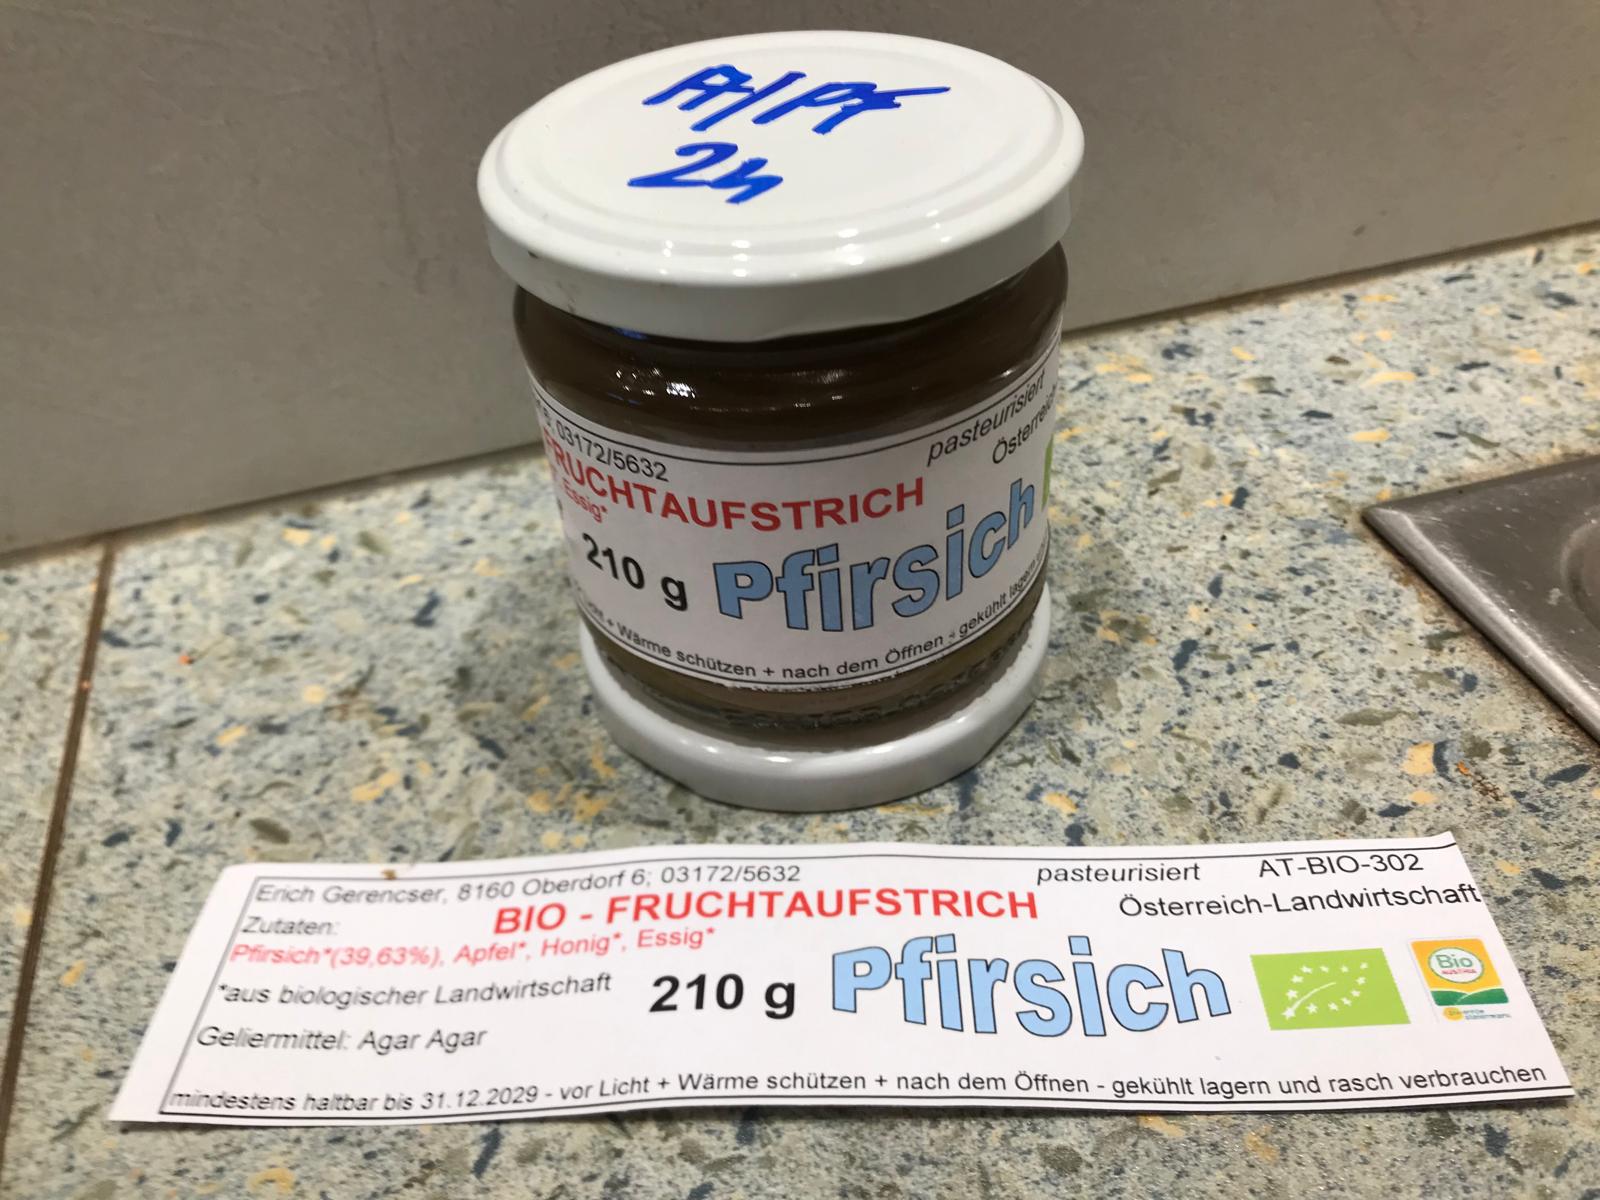 A/Pf
24
9; 03172/5632
pasteurisiert
Österreich
FRUCHTAUFSTRICH
Essig*
210 g
Pfirsich
+ Wärme schützen + nach dem Öffnen - gekühlt lagern
Erich Gerencser, 8160 Oberdorf 6; 03172/5632
pasteurisiert AT-BIO-302
Zutaten:
BIO - FRUCHTAUFSTRICH
Österreich-Landwirtschaft
Pfirsich*(39,63%), Apfel*, Honig*, Essig*
*aus biologischer Landwirtschaft
210 g
Pfirsich
Bio
AUSTRIA
Geliermittel: Agar Agar
mindestens haltbar bis 31.12.2029 - vor Licht + Wärme schützen + nach dem Öffnen - gekühlt lagern und rasch verbrauchen